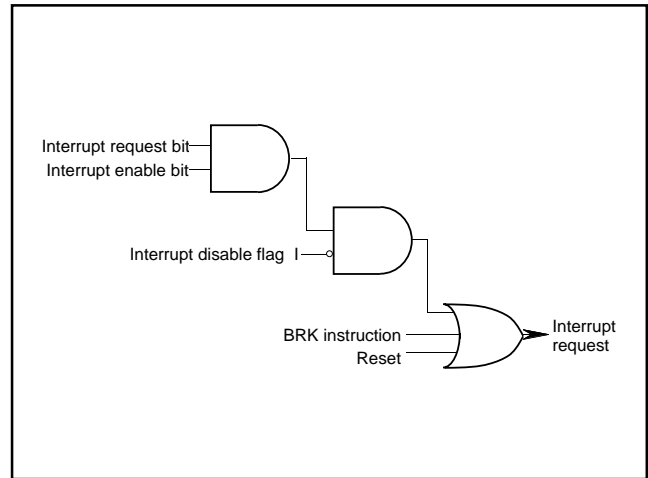 Interrupt request bit
Interrupt enable bit
Interrupt disable flag I
BRK instruction
Reset
Interrupt
request